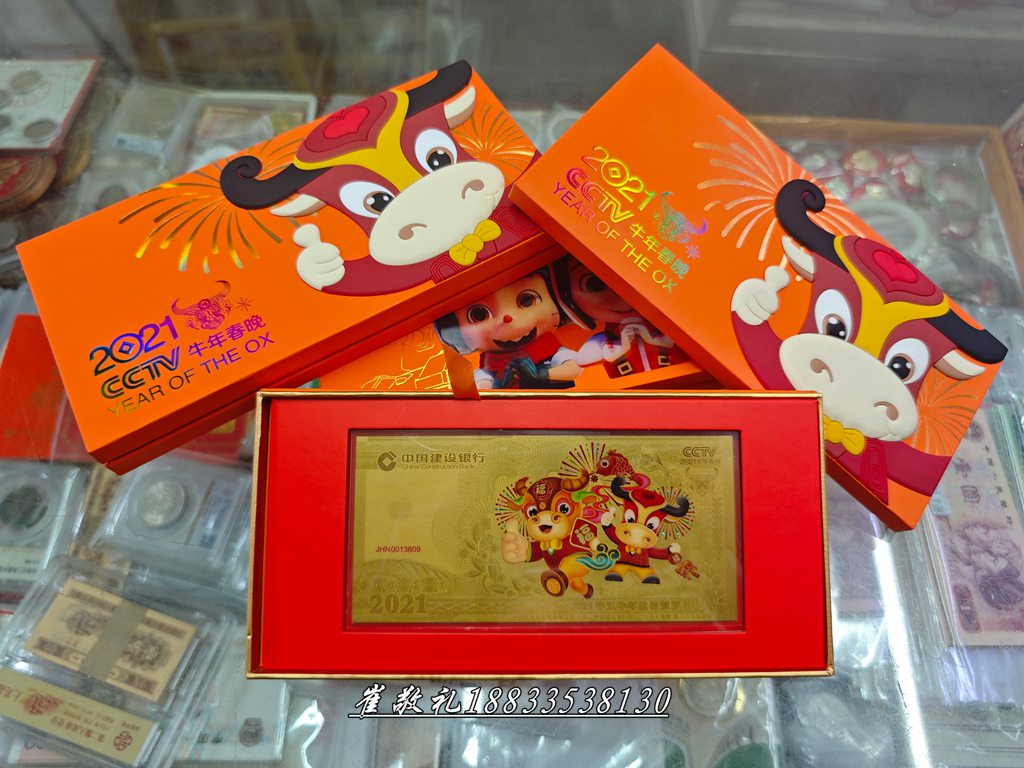 2021
CCTV 牛年春晚
YEAR OF THE OX
2021
CCTV 牛年春晚
YEAR OF THE OX
中国建设银行
China Construction Bank
CCTV
福
JHN0013809
2021
崔敬礼18833538130